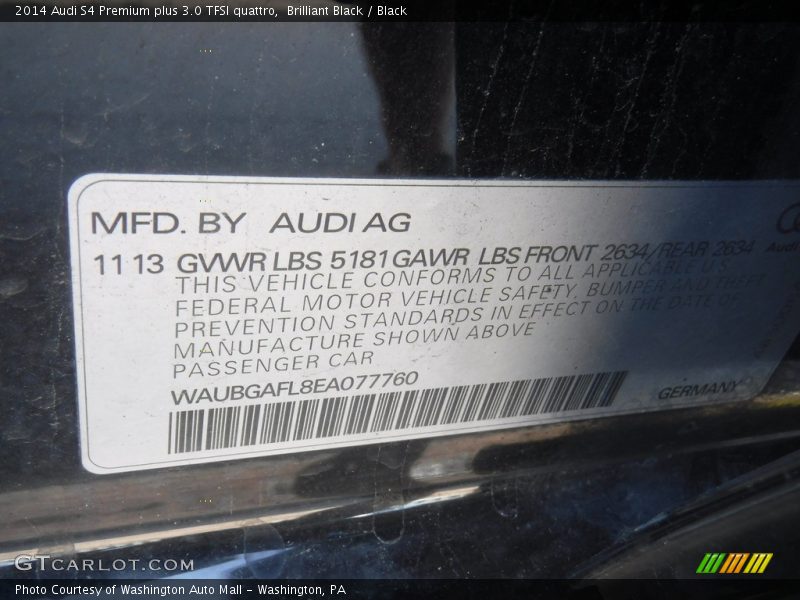 2014 Audi S4 Premium plus 3.0 TFSI quattro, Brilliant Black / Black
MFD. BY AUDI AG
11 13 GVWR LBS 5181 GAWR LBS FRONT 2634/REAR 2634
THIS VEHICLE CONFORMS TO ALL APPLICABLE U.S.
FEDERAL MOTOR VEHICLE SAFETY, BUMPER AND THEFT
PREVENTION STANDARDS IN EFFECT ON THE DATE OF
MANUFACTURE SHOWN ABOVE
PASSENGER CAR
WAUBGAFL8EA077760
GERMANY
Audi
GTCARLOT.COM
Photo Courtesy of Washington Auto Mall - Washington, PA